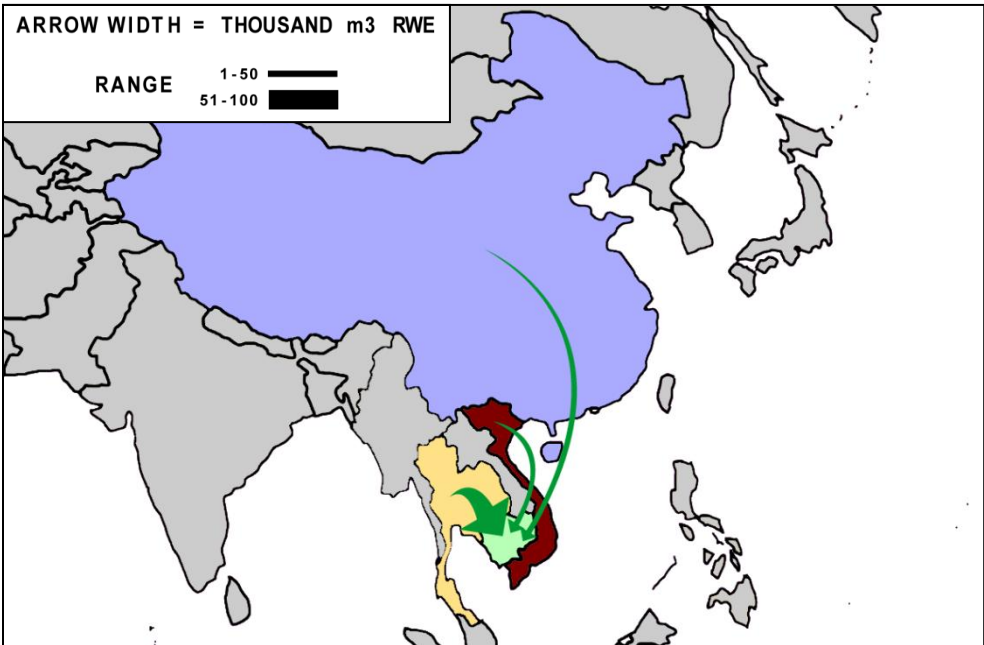 ARROW WIDTH = THOUSAND m3 RWE
RANGE
1-50
51-100